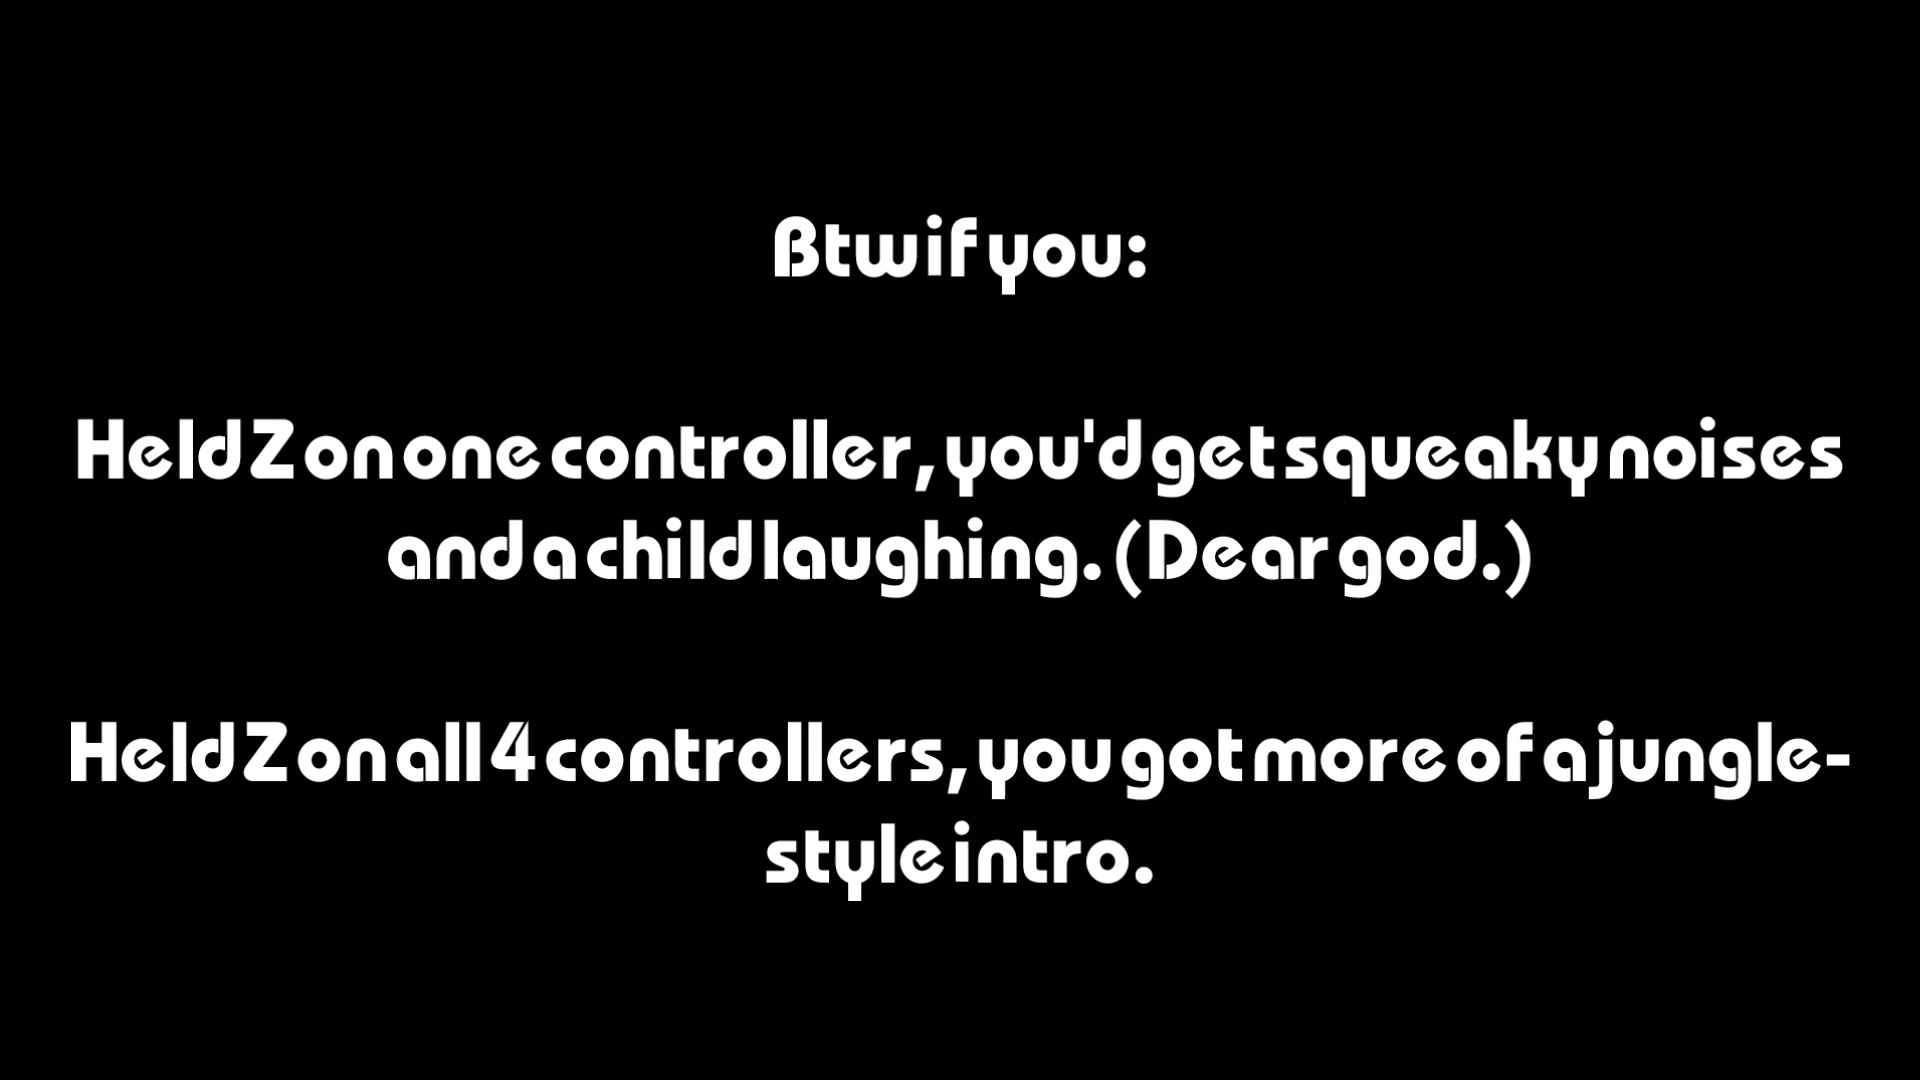 Btw if you:
Held Z on one controller, you'd get squeaky noises
and a child laughing. (Dear god.)
Held Z on all 4 controllers, you got more of a jungle-
style intro.